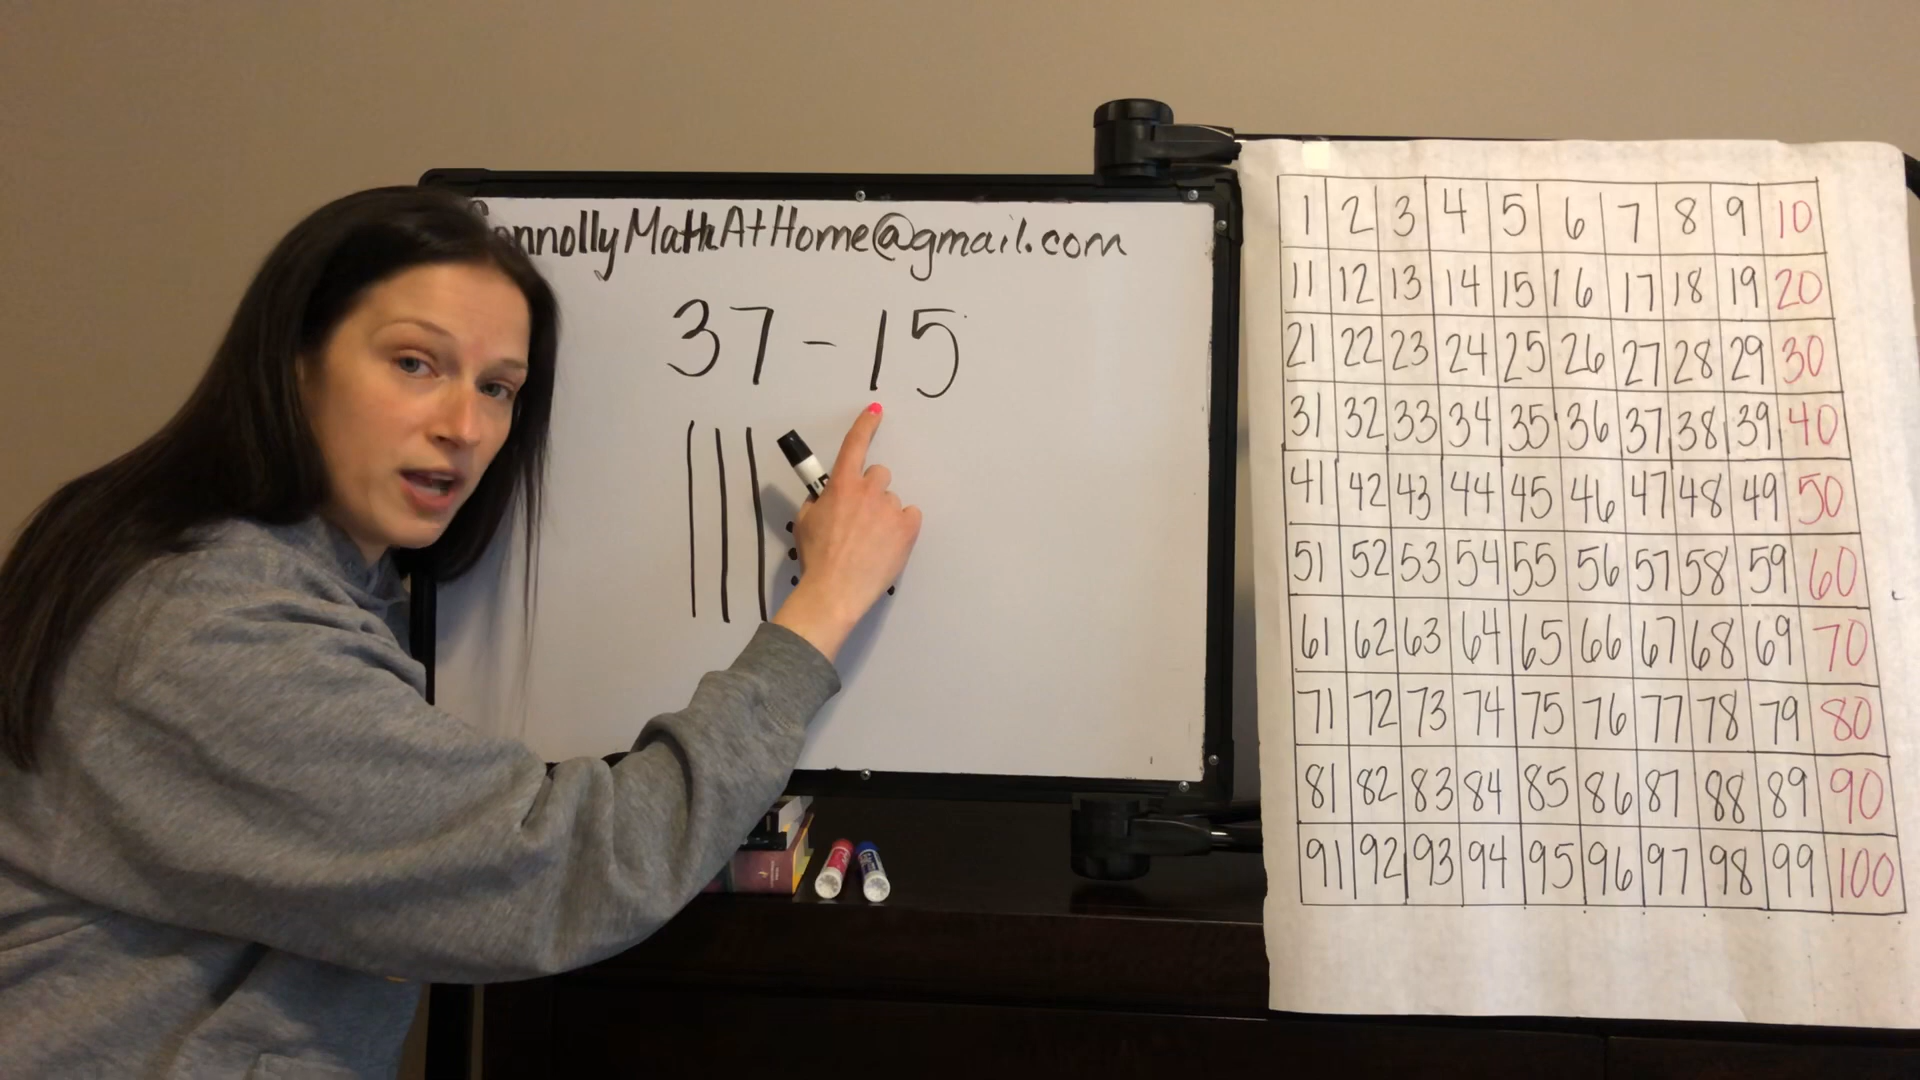 onnollyMathAtHome@gmail.com
37 - 15
1 2 3 4 5 6 7 8 9 10
11 12 13 14 15 16 17 18 19 20
21 22 23 24 25 26 27 28 29 30
31 32 33 34 35 36 37 38 39 40
41 42 43 44 45 46 47 48 49 50
51 52 53 54 55 56 57 58 59 60
61 62 63 64 65 66 67 68 69 70
71 72 73 74 75 76 77 78 79 80
81 82 83 84 85 86 87 88 89 90
91 92 93 94 95 96 97 98 99 100